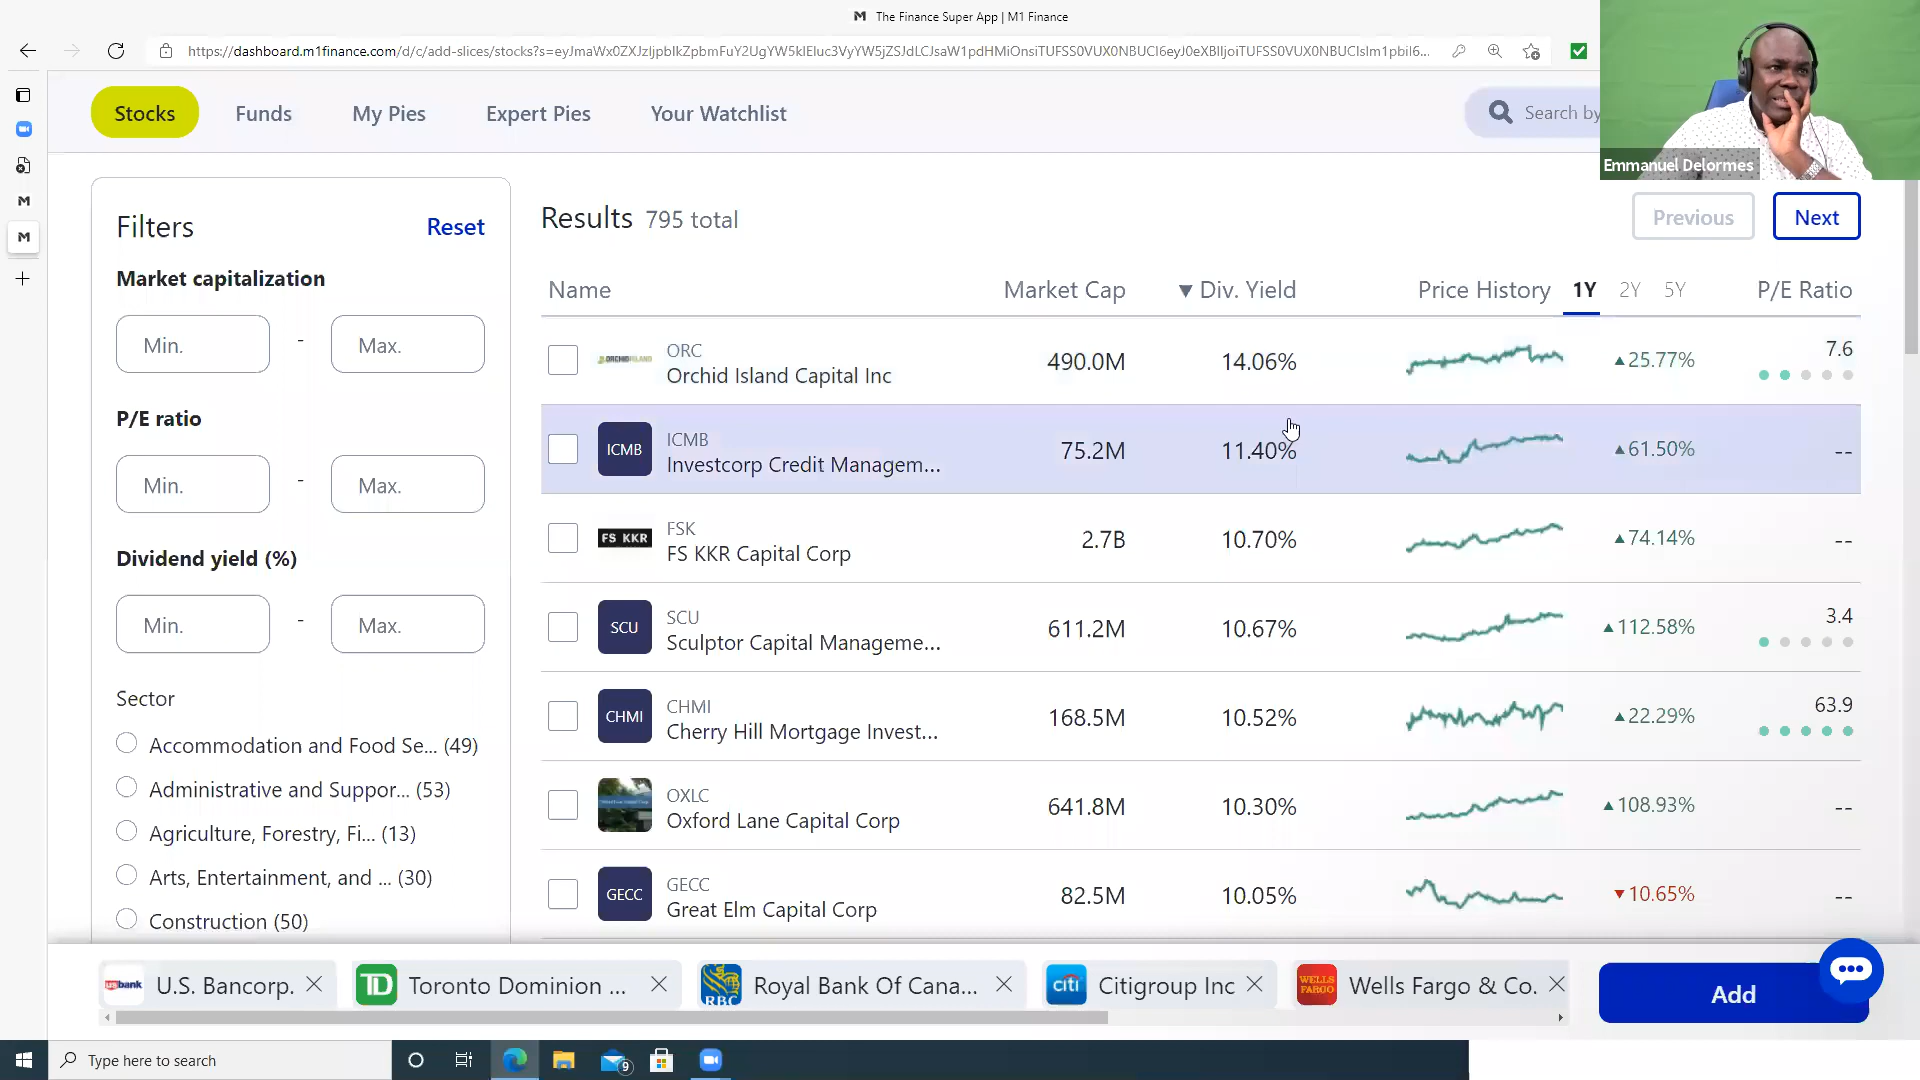 The Finance Super App | M1 Finance
https://dashboard.m1finance.com/d/c/add-slices/stocks?s=eyJmaWx0ZXJzIjpbIkZpbmFuY2UgYW5kIEluc3VyYW5jZSJdLCJsaW1pdHMiOnsiTUFSS0VUX0NBUCI6eyJ0eXBlIjoiTUFSS0VUX0NBUCIsIm1pbiI6...
Stocks
Funds
My Pies
Expert Pies
Your Watchlist
Search by
Emmanuel Delormes
Filters
Reset
Market capitalization
Min.
-
Max.
P/E ratio
Min.
-
Max.
Dividend yield (%)
Min.
-
Max.
Sector
Accommodation and Food Se... (49)
Administrative and Suppor... (53)
Agriculture, Forestry, Fi... (13)
Arts, Entertainment, and ... (30)
Construction (50)
Results 795 total
Previous
Next
Name Market Cap ▼ Div. Yield Price History 1Y 2Y 5Y P/E Ratio
ORC
Orchid Island Capital Inc
490.0M 14.06% ▲25.77% 7.6
ICMB
ICMB
Investcorp Credit Managem...
75.2M 11.40% ▲61.50% --
FS KKR
FSK
FS KKR Capital Corp
2.7B 10.70% ▲74.14% --
SCU
SCU
Sculptor Capital Manageme...
611.2M 10.67% ▲112.58% 3.4
CHMI
CHMI
Cherry Hill Mortgage Invest...
168.5M 10.52% ▲22.29% 63.9
OXLC
Oxford Lane Capital Corp
641.8M 10.30% ▲108.93% --
GECC
GECC
Great Elm Capital Corp
82.5M 10.05% ▼10.65% --
usbank U.S. Bancorp.
TD Toronto Dominion ...
RBC Royal Bank Of Cana...
citi Citigroup Inc
WELLS FARGO Wells Fargo & Co.
Add
Type here to search
9